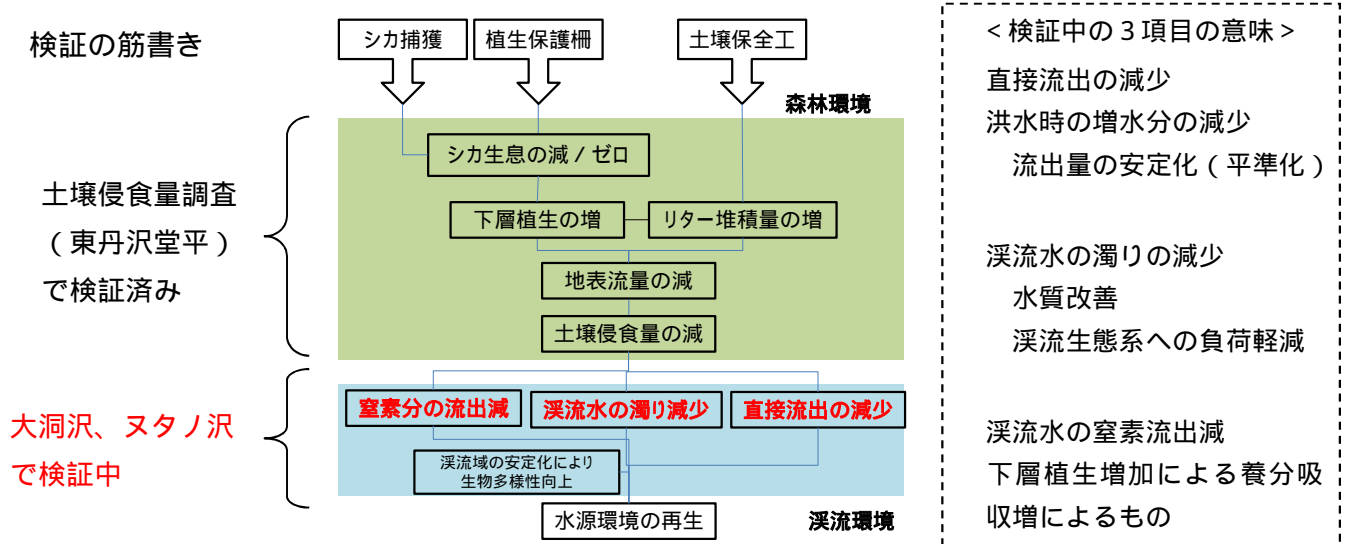 検証の筋書き
シカ捕獲
植生保護柵
土壌保全工
森林環境
シカ生息の減/ゼロ
下層植生の増
リター堆積量の増
地表流量の減
土壌侵食量の減
土壌侵食量調査
(東丹沢堂平)
で検証済み
窒素分の流出減
渓流水の濁り減少
直接流出の減少
大洞沢、ヌタノ沢
で検証中
渓流域の安定化により
生物多様性向上
水源環境の再生
渓流環境
<検証中の3項目の意味>
直接流出の減少
洪水時の増水分の減少
流出量の安定化(平準化)
渓流水の濁りの減少
水質改善
渓流生態系への負荷軽減
渓流水の窒素流出減
下層植生増加による養分吸
収増によるもの